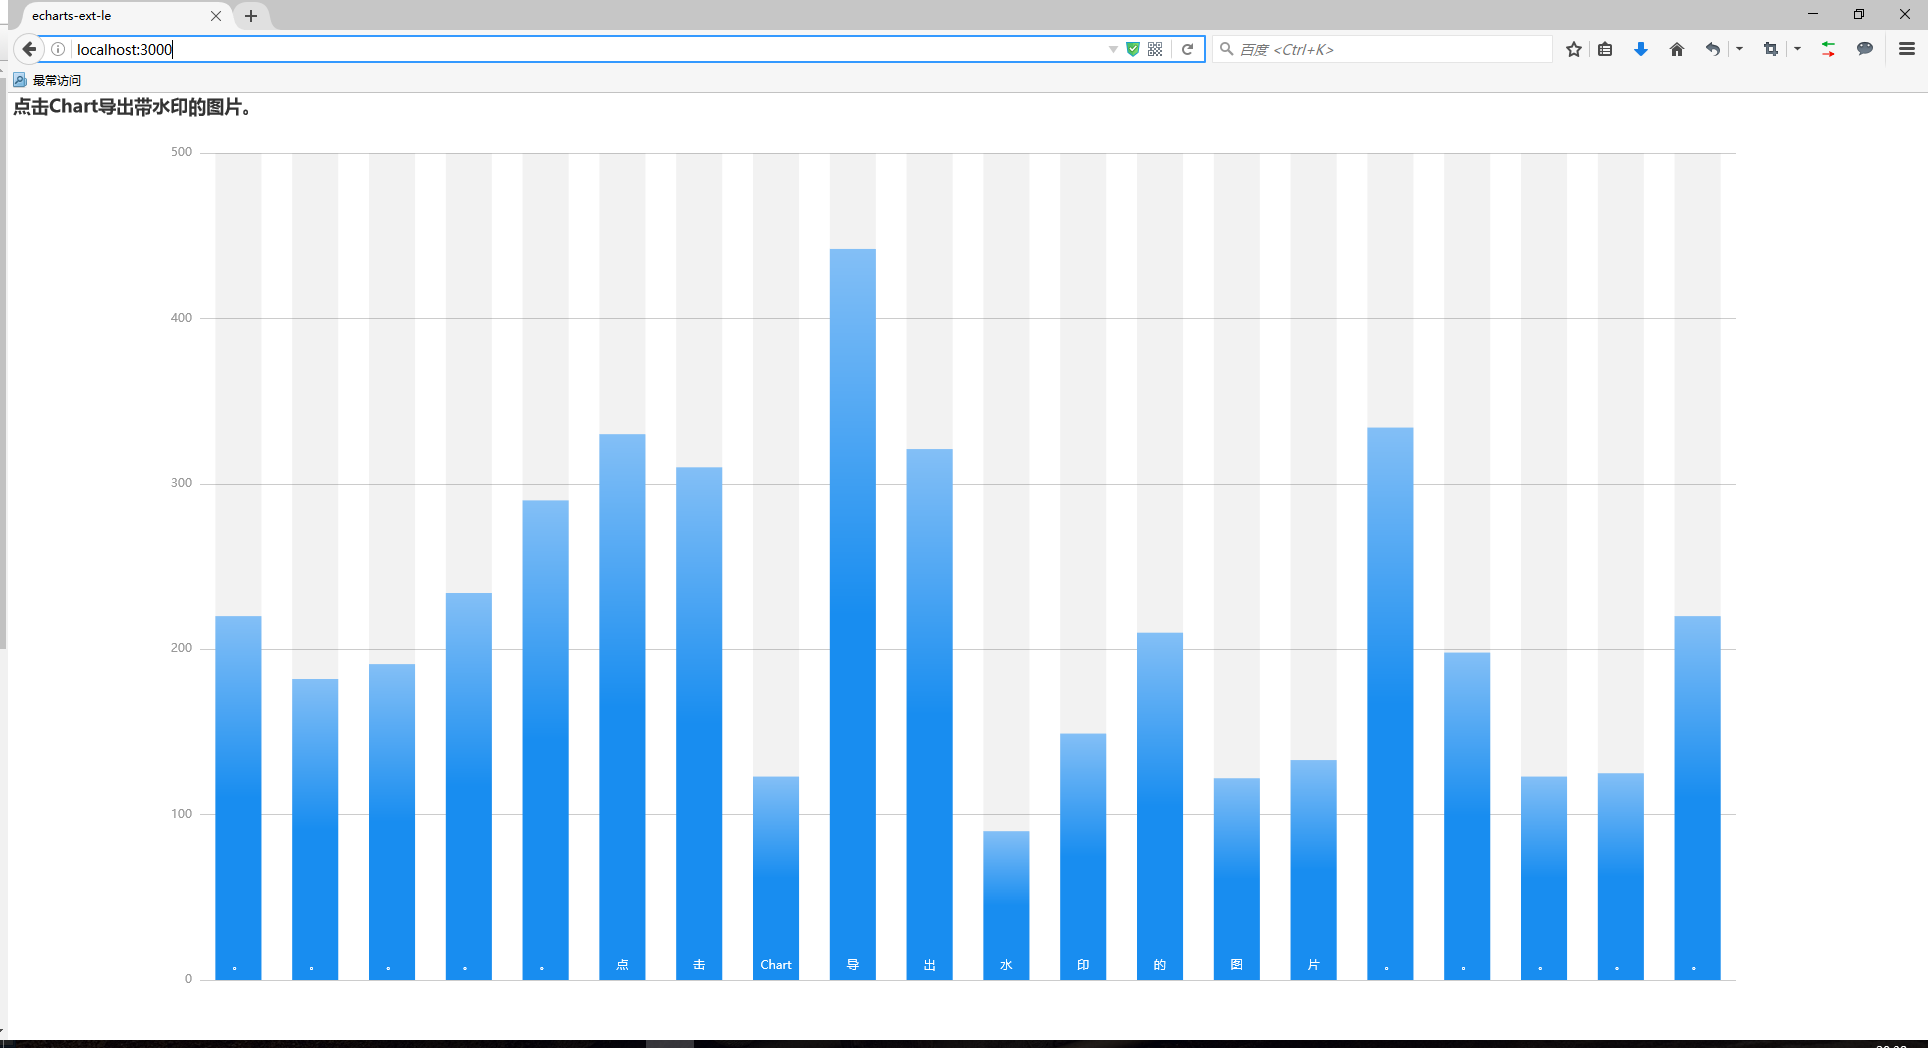 echarts-ext-le
localhost:3000
百度 <Ctrl+K>
最常访问
点击Chart导出带水印的图片。
500
400
300
200
100
0
。 。 。 。 。 点 击 Chart 导 出 水 印 的 图 片 。 。 。 。 。